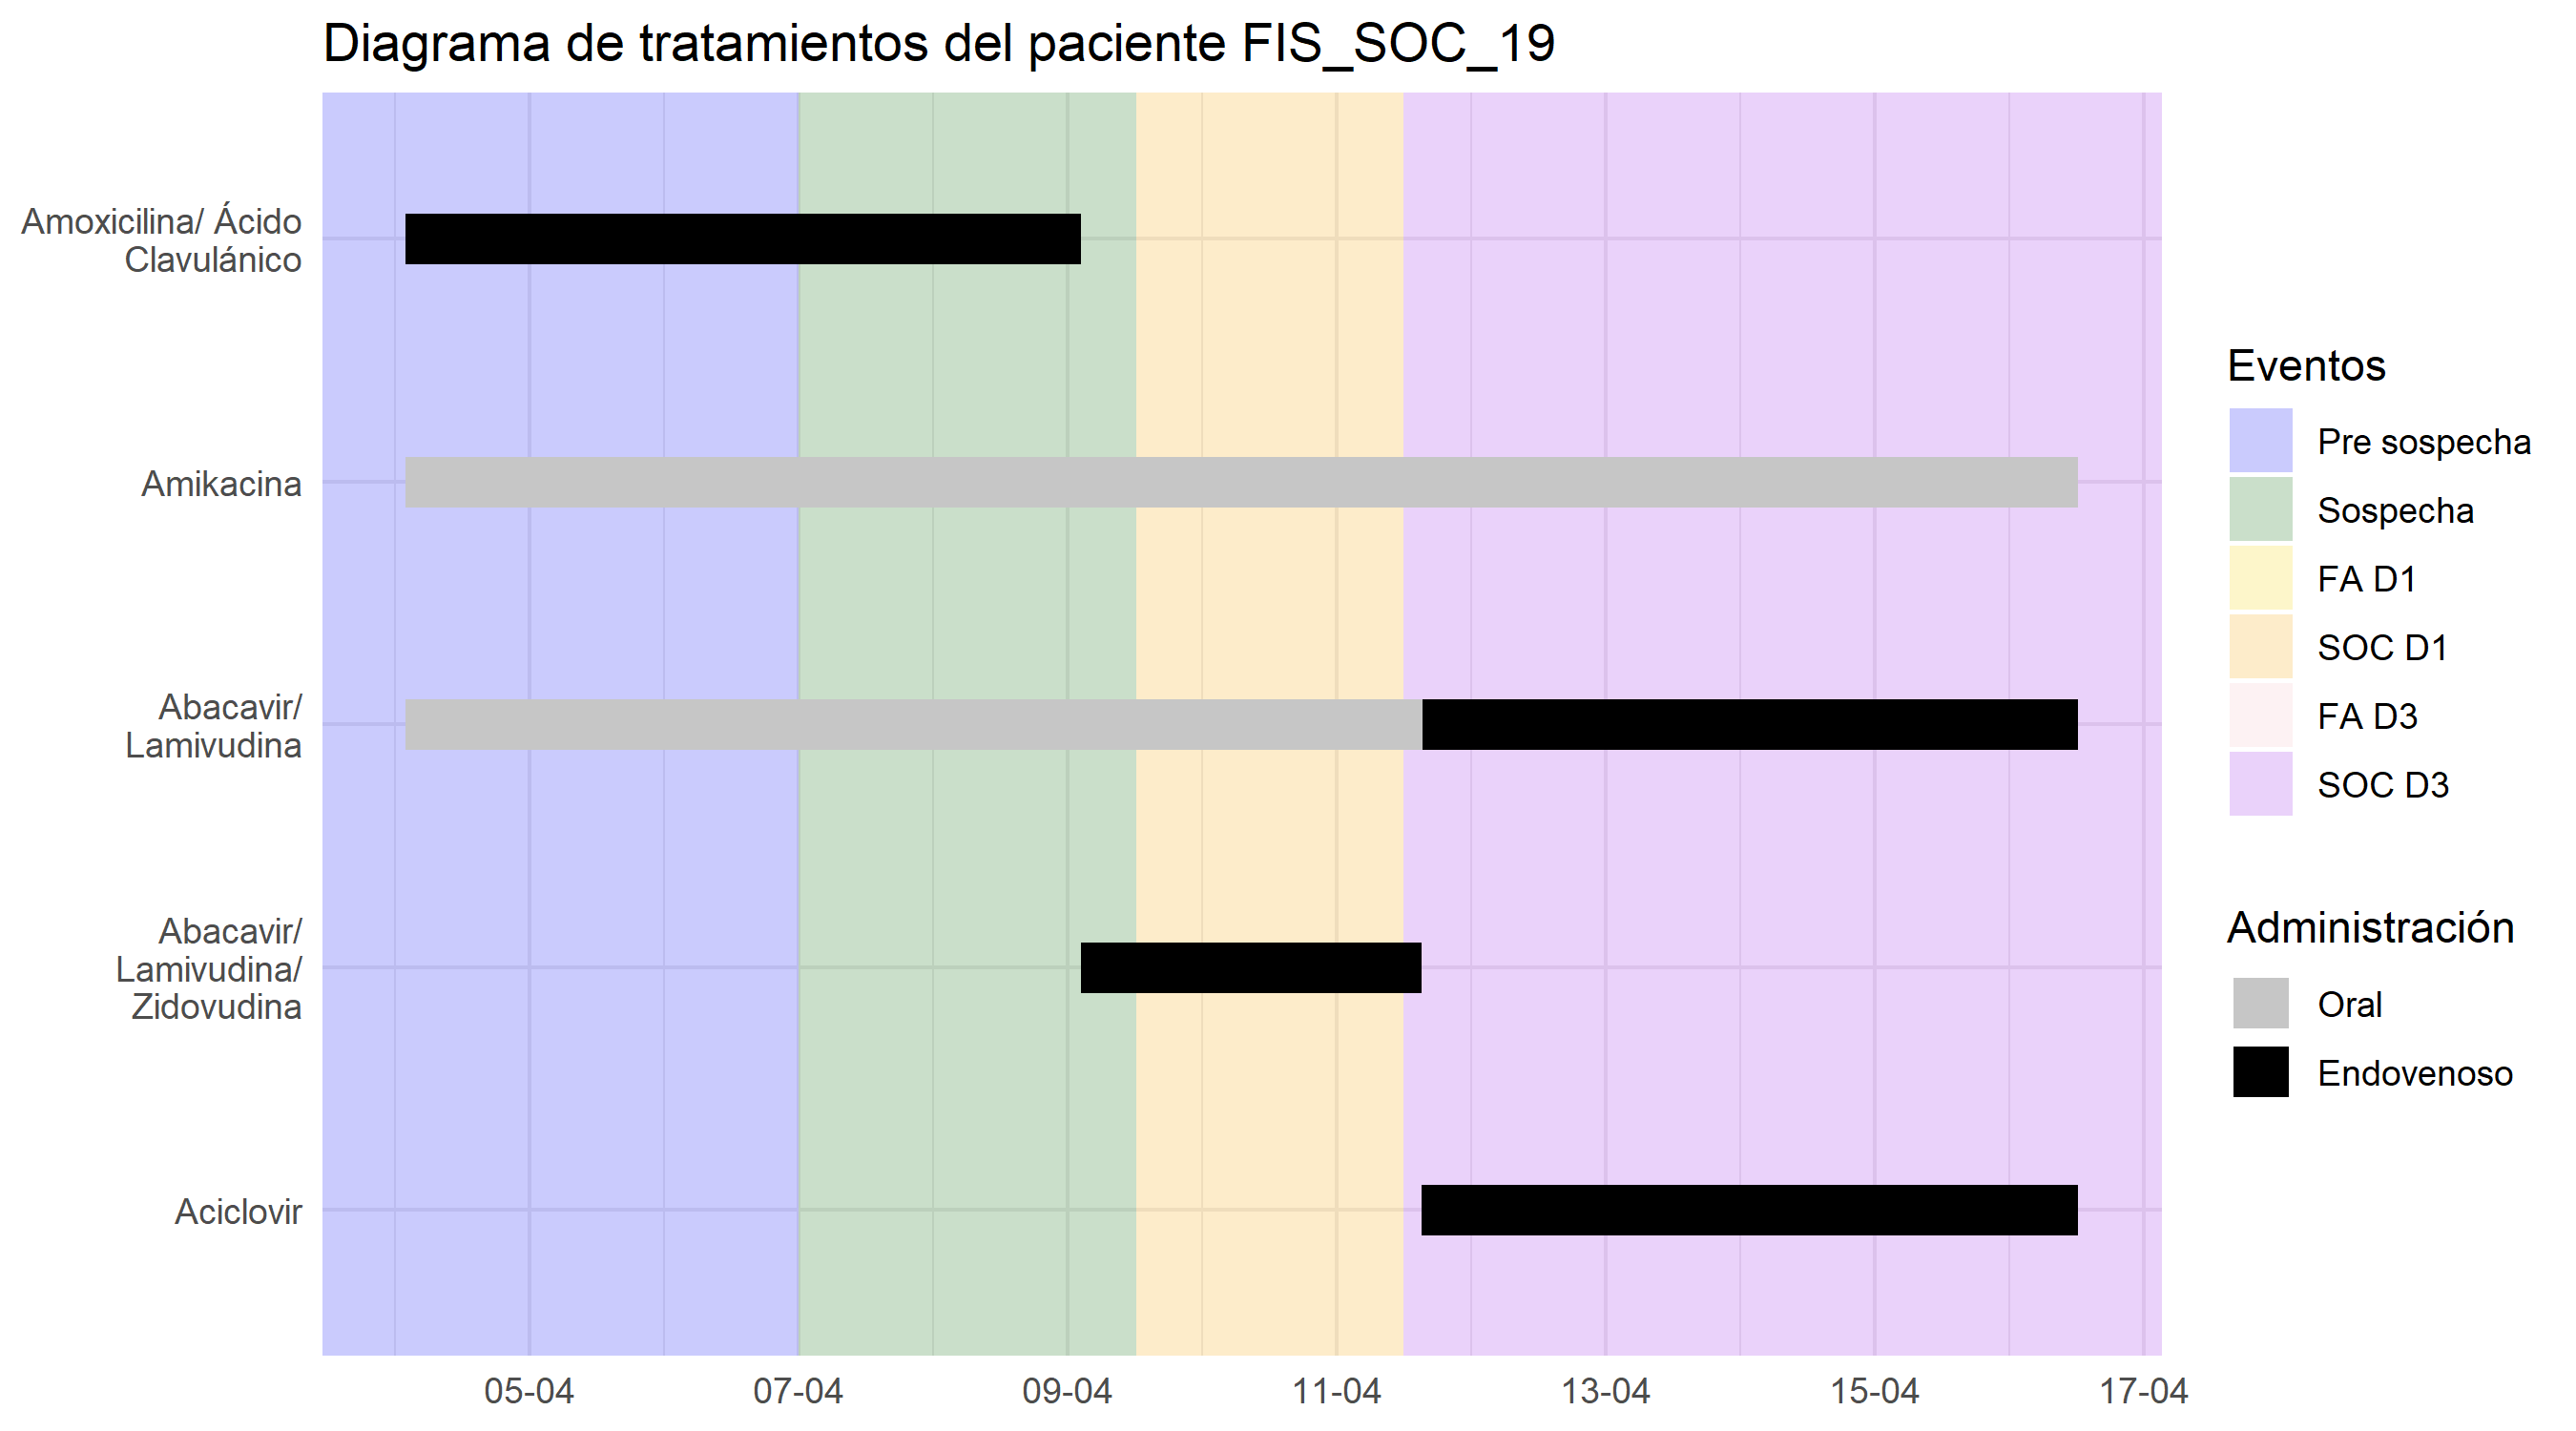 Diagrama de tratamientos del paciente FIS_SOC_19
Amoxicilina/ Ácido
Clavulánico
Amikacina
Abacavir/
Lamivudina
Abacavir/
Lamivudina/
Zidovudina
Aciclovir
05-04
07-04
09-04
11-04
13-04
15-04
17-04
Eventos
Pre sospecha
Sospecha
FA D1
SOC D1
FA D3
SOC D3
Administración
Oral
Endovenoso